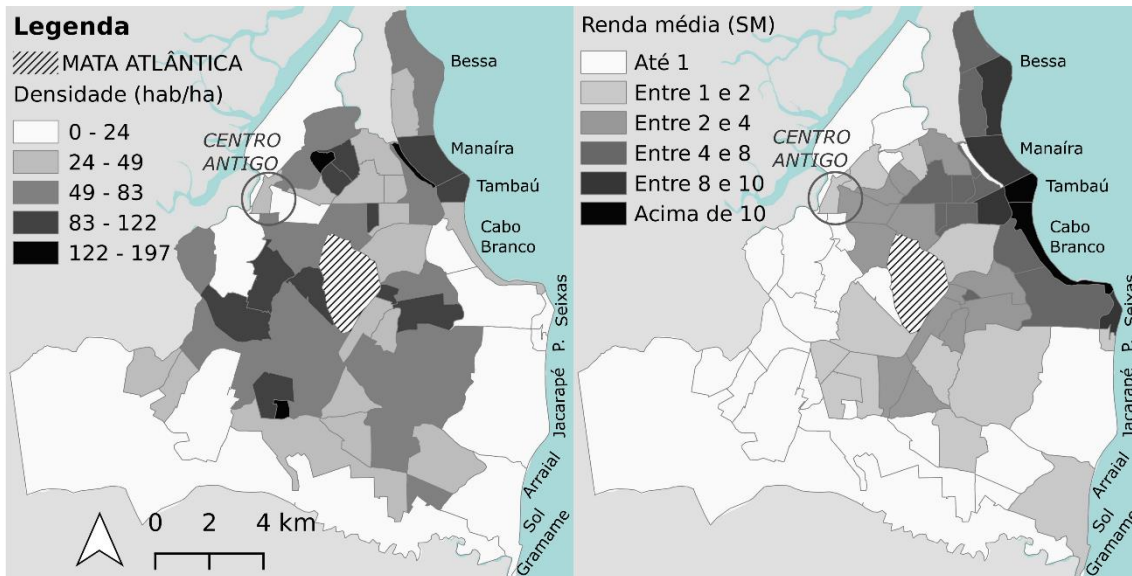 Legenda
MATA ATLÂNTICA
Densidade (hab/ha)
0 - 24
24 - 49
49 - 83
83 - 122
122 - 197
CENTRO
ANTIGO
Bessa
Manaíra
Tambaú
Cabo
Branco
P. Seixas
Jacarapé
Arraial
Sol
Gramame
0 2 4 km
Renda média (SM)
Até 1
Entre 1 e 2
Entre 2 e 4
Entre 4 e 8
Entre 8 e 10
Acima de 10
CENTRO
ANTIGO
Bessa
Manaíra
Tambaú
Cabo
Branco
P. Seixas
Jacarapé
Arraial
Sol
Gramame